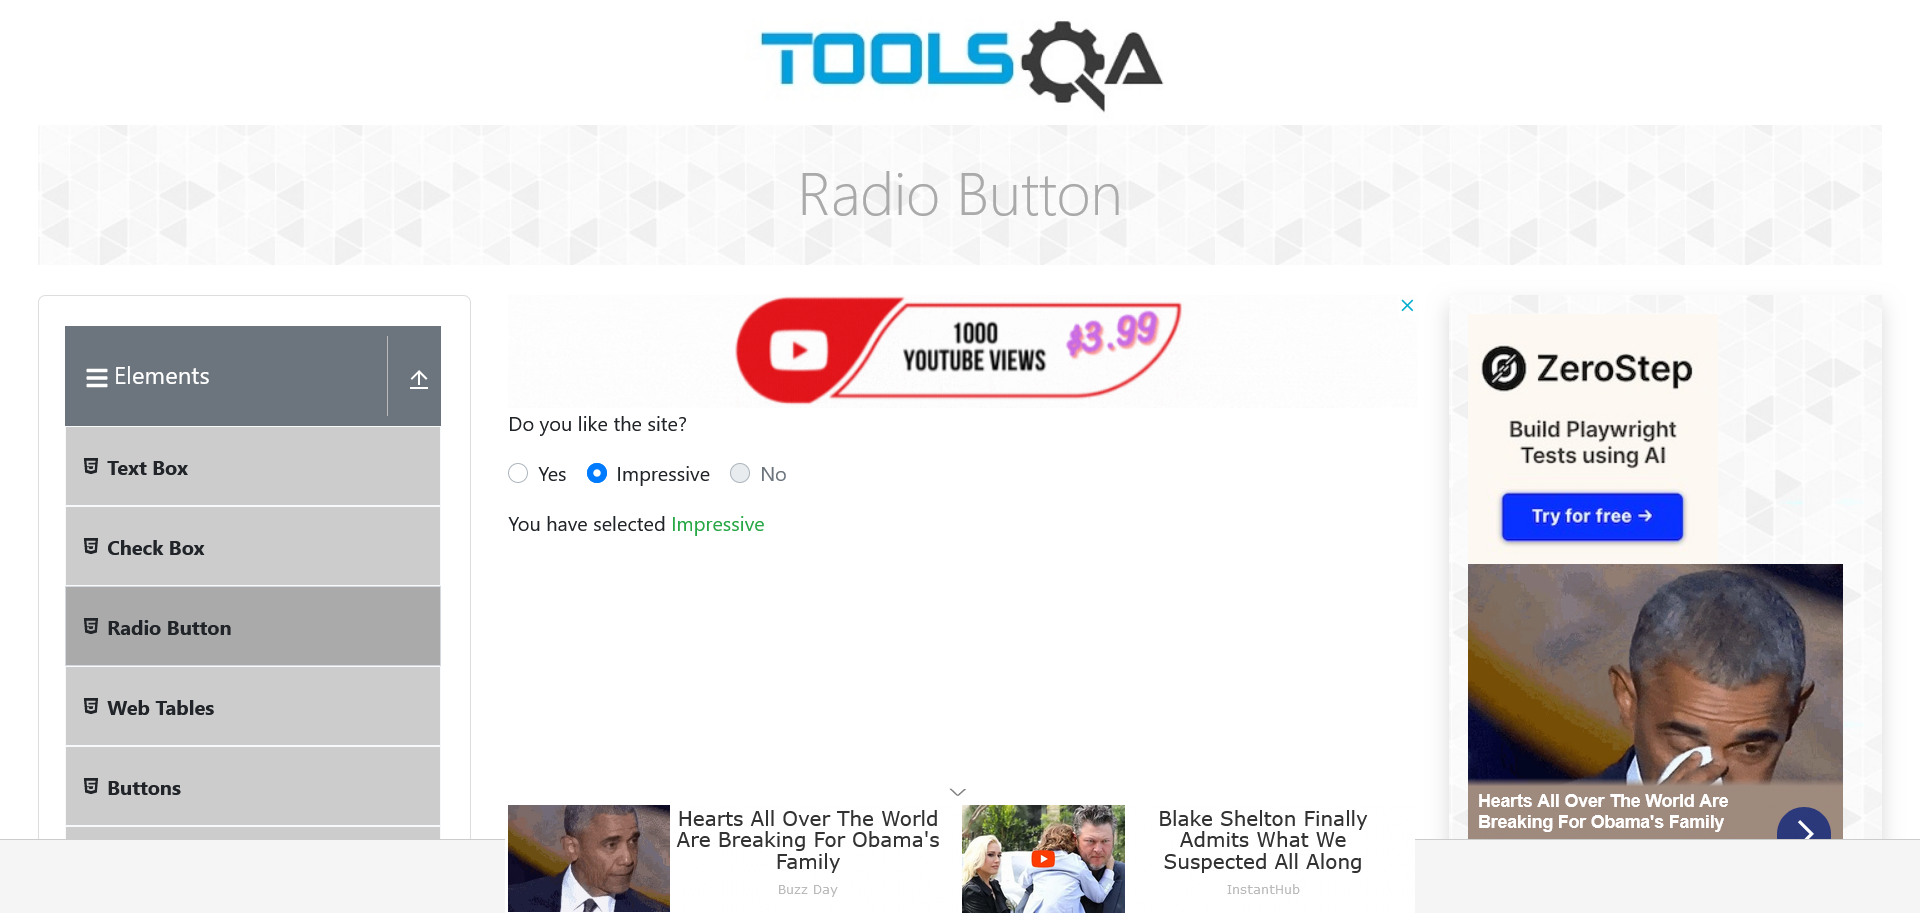 TOOLSQA
Radio Button
Elements
Text Box
Check Box
Radio Button
Web Tables
Buttons
1000
YOUTUBE VIEWS
$3.99
Do you like the site?
Yes
Impressive
No
You have selected Impressive
ZeroStep
Build Playwright
Tests using AI
Try for free →
Hearts All Over The World Are
Breaking For Obama's Family
Hearts All Over The World
Are Breaking For Obama's
Family
Buzz Day
Blake Shelton Finally
Admits What We
Suspected All Along
InstantHub